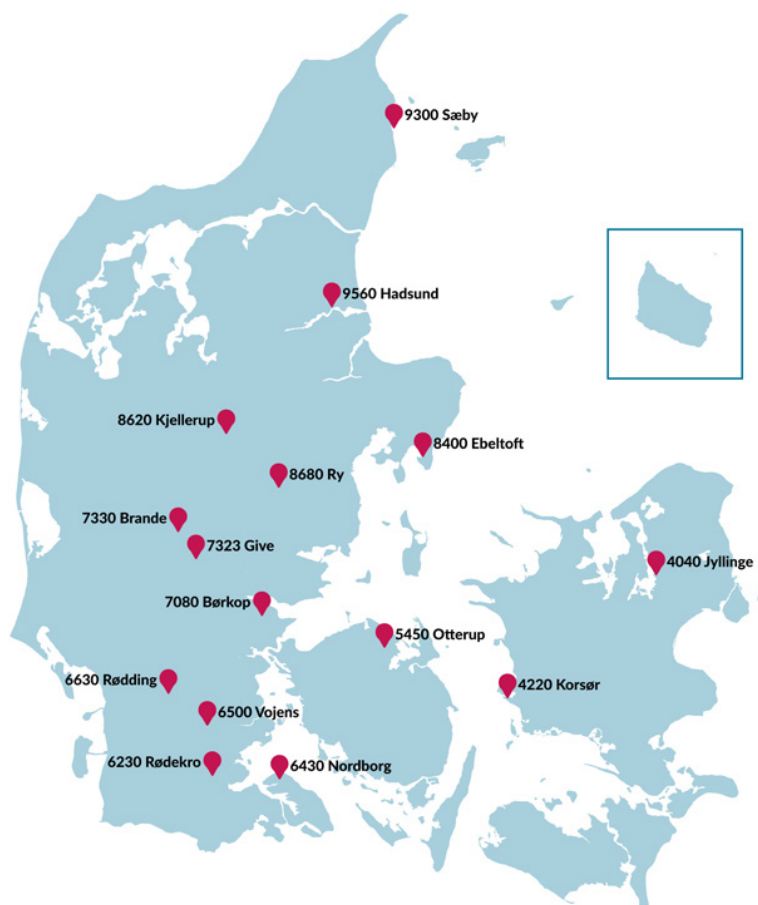 9300 Sæby
9560 Hadsund
8620 Kjellerup
8400 Ebeltoft
8680 Ry
7330 Brande
7323 Give
4040 Jyllinge
7080 Børkop
5450 Otterup
6630 Rødding
4220 Korsør
6500 Vojens
6230 Rødekro
6430 Nordborg